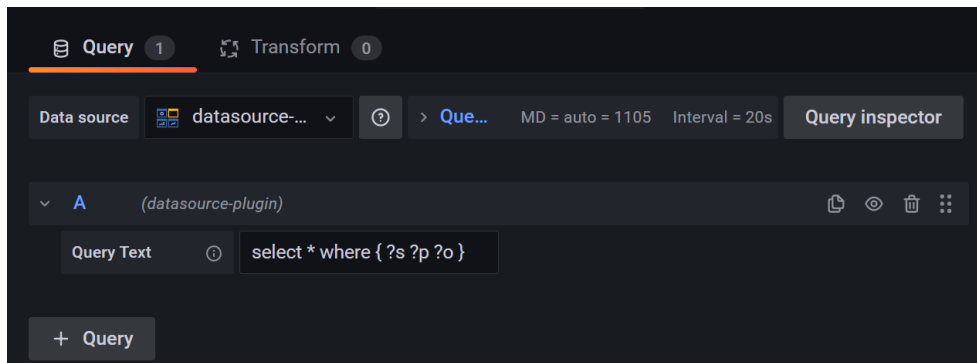 Query 1 Transform 0
Data source datasource-... ? > Que... MD = auto = 1105 Interval = 20s Query inspector
A (datasource-plugin)
Query Text select * where { ?s ?p ?o }
+ Query